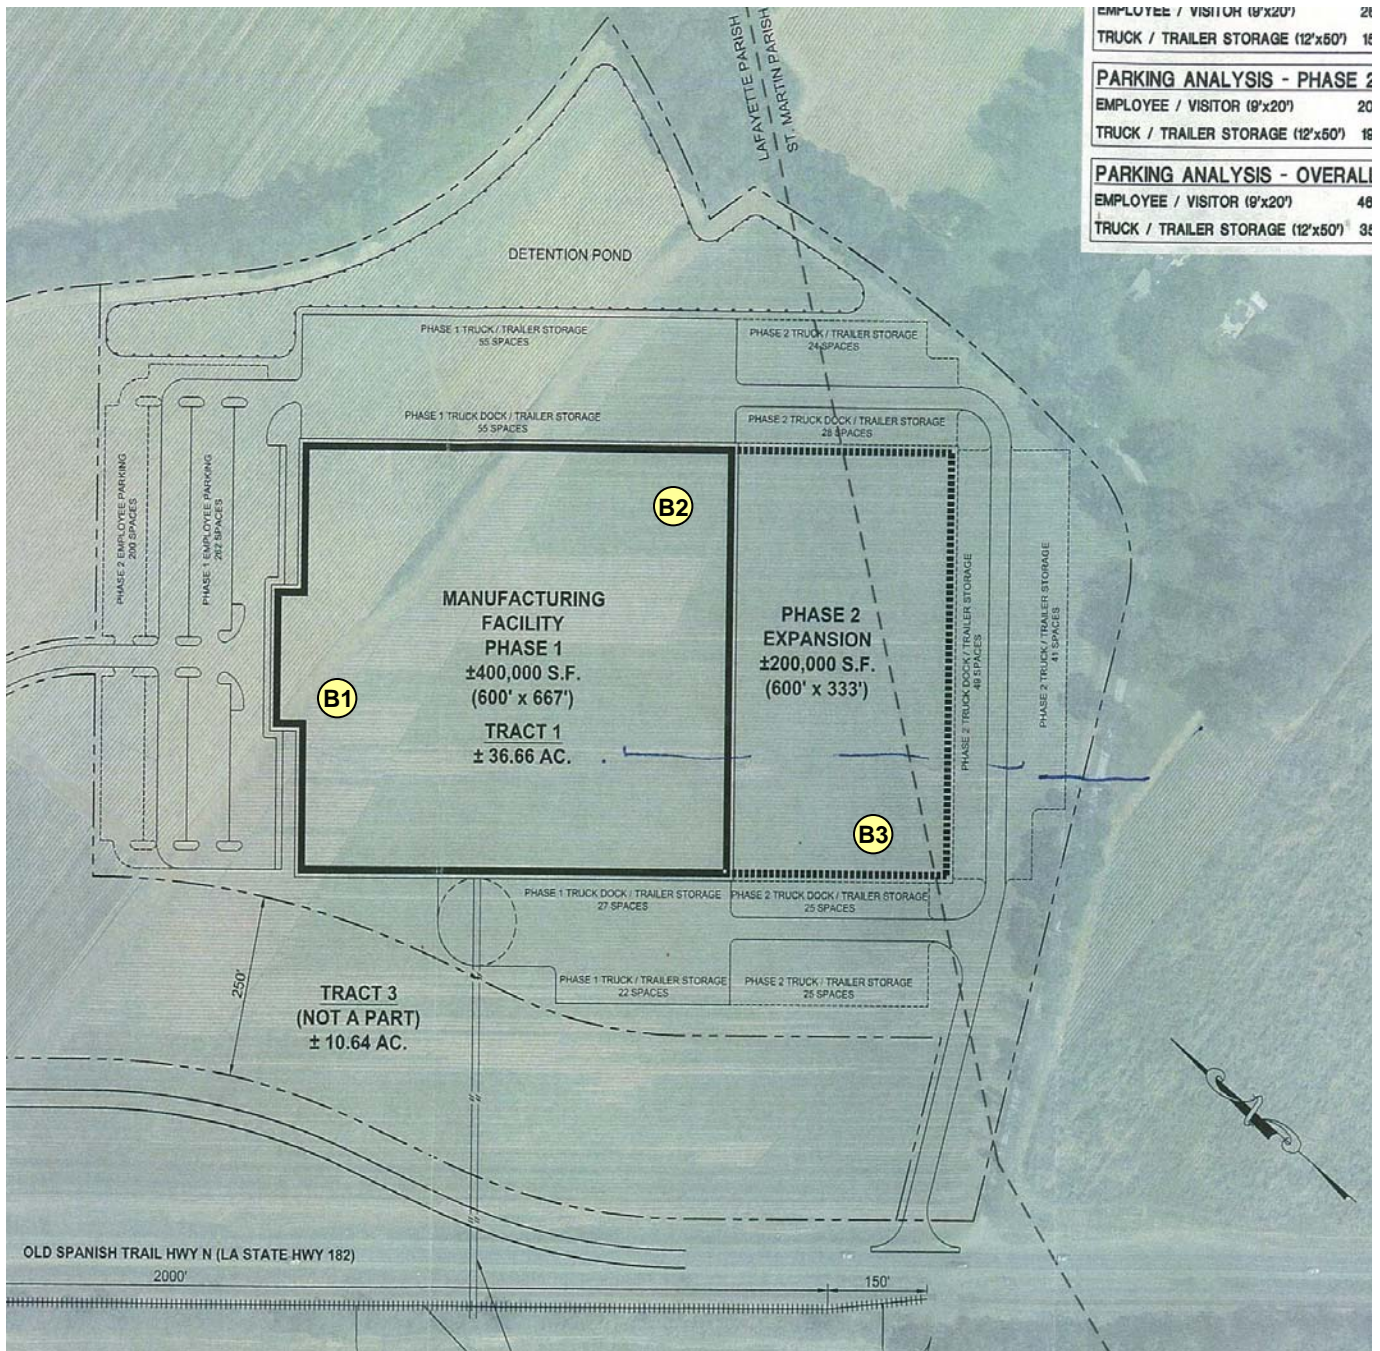 EMPLOYEE / VISITOR (9'x20')
TRUCK / TRAILER STORAGE (12'x50')
PARKING ANALYSIS - PHASE 2
EMPLOYEE / VISITOR (9'x20') 20
TRUCK / TRAILER STORAGE (12'x50') 19
PARKING ANALYSIS - OVERALL
EMPLOYEE / VISITOR (9'x20') 46
TRUCK / TRAILER STORAGE (12'x50') 35
LAFAYETTE PARISH
ST. MARTIN PARISH
DETENTION POND
PHASE 1 TRUCK / TRAILER STORAGE
55 SPACES
PHASE 2 TRUCK / TRAILER STORAGE
24 SPACES
PHASE 1 TRUCK DOCK / TRAILER STORAGE
55 SPACES
PHASE 2 TRUCK DOCK / TRAILER STORAGE
28 SPACES
PHASE 2 EMPLOYEE PARKING
200 SPACES
PHASE 1 EMPLOYEE PARKING
262 SPACES
B2
MANUFACTURING
FACILITY
PHASE 1
±400,000 S.F.
(600' x 667')
TRACT 1
± 36.66 AC.
PHASE 2
EXPANSION
±200,000 S.F.
(600' x 333')
PHASE 2 TRUCK DOCK / TRAILER STORAGE
49 SPACES
PHASE 2 TRUCK / TRAILER STORAGE
41 SPACES
B1
B3
PHASE 1 TRUCK DOCK / TRAILER STORAGE
27 SPACES
PHASE 2 TRUCK DOCK / TRAILER STORAGE
25 SPACES
PHASE 1 TRUCK / TRAILER STORAGE
22 SPACES
PHASE 2 TRUCK / TRAILER STORAGE
25 SPACES
250'
TRACT 3
(NOT A PART)
± 10.64 AC.
OLD SPANISH TRAIL HWY N (LA STATE HWY 182)
2000'
150'